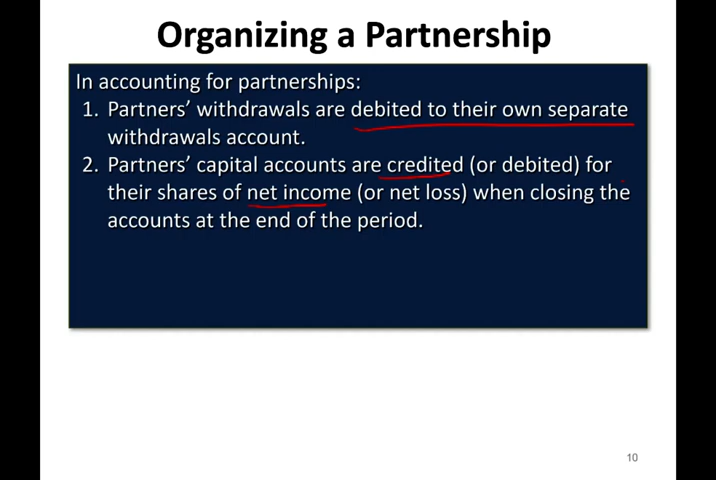 Organizing a Partnership
In accounting for partnerships:
1. Partners’ withdrawals are debited to their own separate
withdrawals account.
2. Partners’ capital accounts are credited (or debited) for
their shares of net income (or net loss) when closing the
accounts at the end of the period.
10